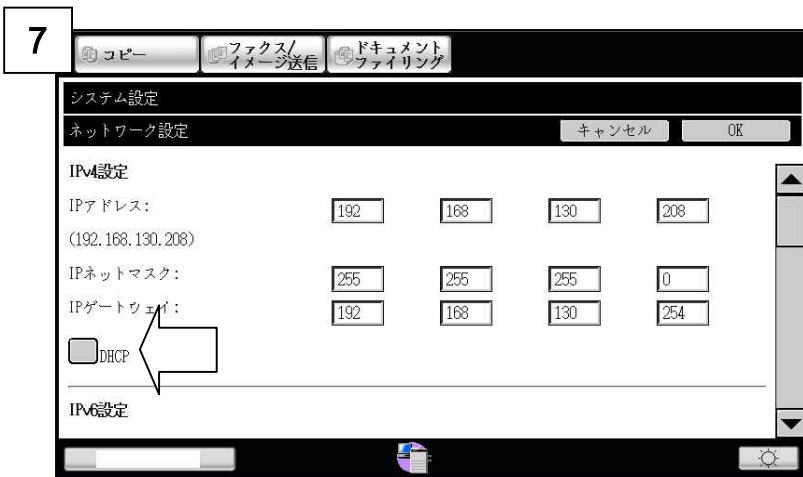 7
コピー
ファクス/
イメージ送信
ドキュメント
ファイリング
システム設定
ネットワーク設定 キャンセル OK
IPv4設定
IPアドレス: 192 168 130 208
(192.168.130.208)
IPネットマスク: 255 255 255 0
IPゲートウェイ: 192 168 130 254
DHCP
IPv6設定